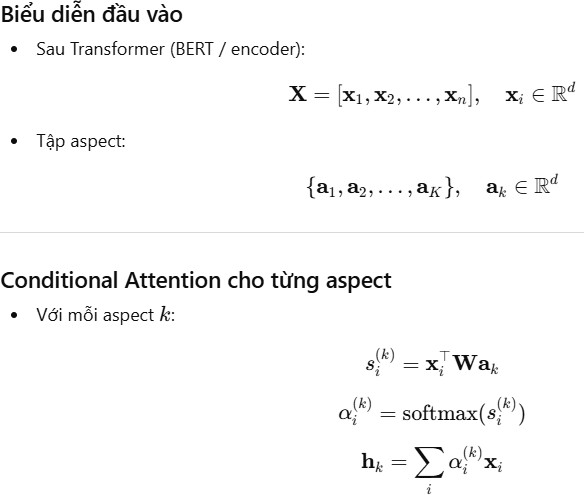 Biểu diễn đầu vào
• Sau Transformer (BERT / encoder):
X = [x₁, x₂, . . . , xₙ],  xᵢ ∈ ℝᵈ
• Tập aspect:
{a₁, a₂, . . . , a_K},  aₖ ∈ ℝᵈ
Conditional Attention cho từng aspect
• Với mỗi aspect k:
sᵢ⁽ᵏ⁾ = xᵢ^⊤Waₖ
αᵢ⁽ᵏ⁾ = softmax(sᵢ⁽ᵏ⁾)
hₖ = ∑ᵢ αᵢ⁽ᵏ⁾xᵢ